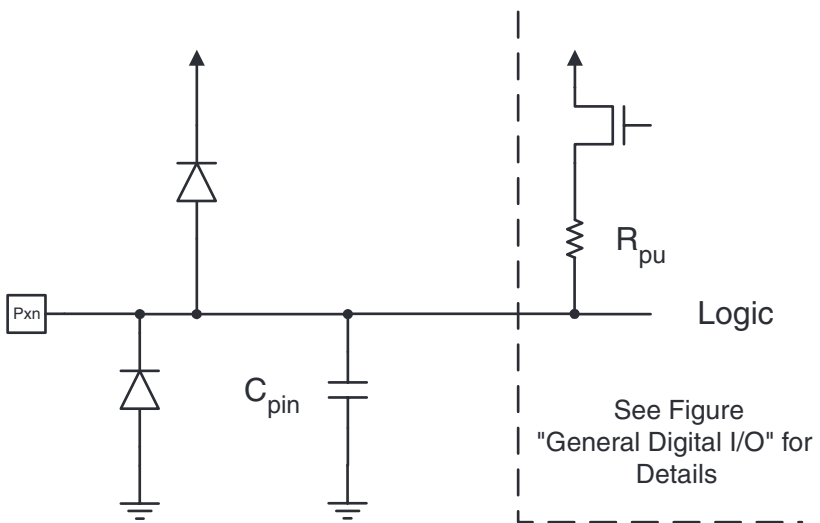 R
pu
Pxn
Logic
C
pin
See Figure
"General Digital I/O" for
Details